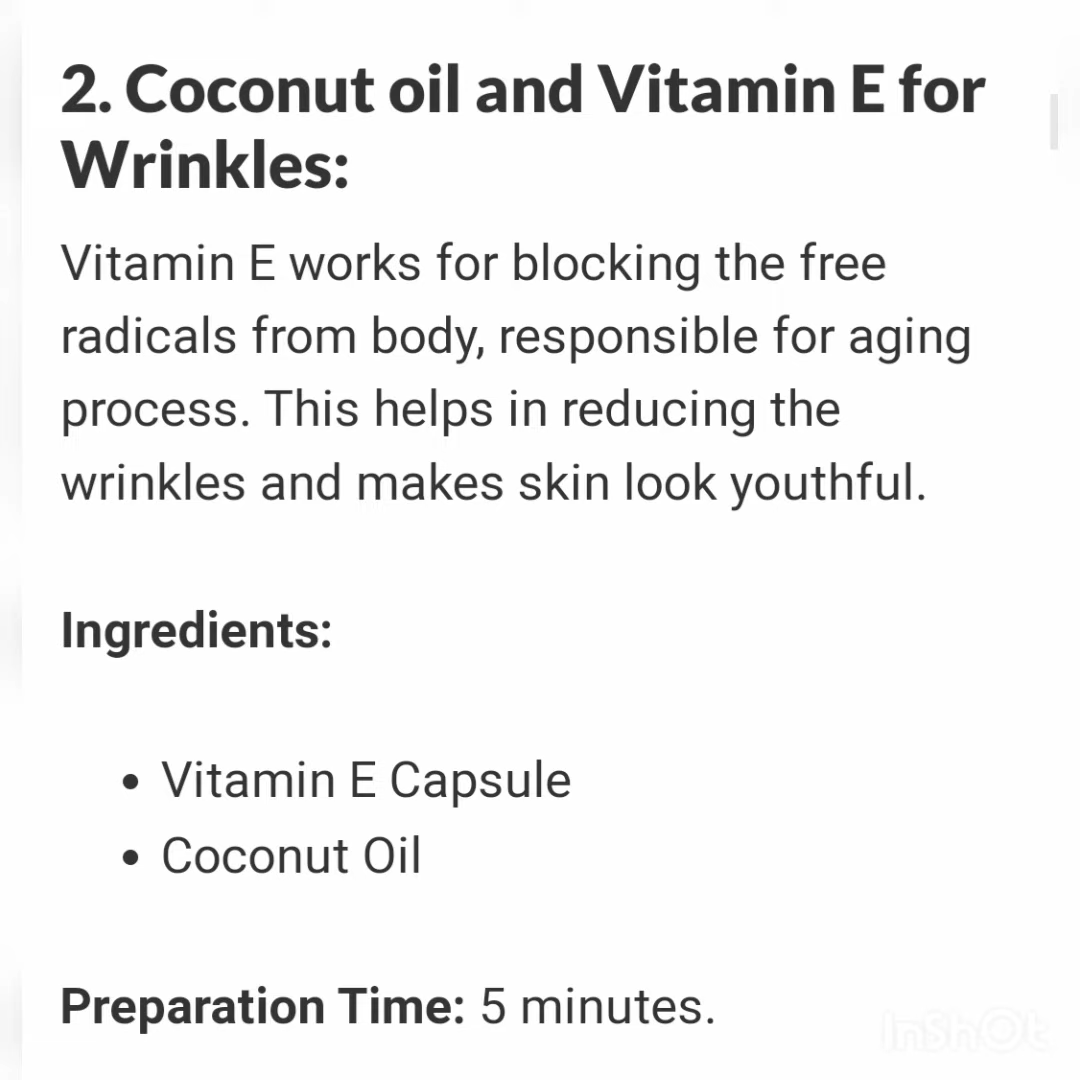 2. Coconut oil and Vitamin E for
Wrinkles:
Vitamin E works for blocking the free
radicals from body, responsible for aging
process. This helps in reducing the
wrinkles and makes skin look youthful.
Ingredients:
• Vitamin E Capsule
• Coconut Oil
Preparation Time: 5 minutes.
InShOt